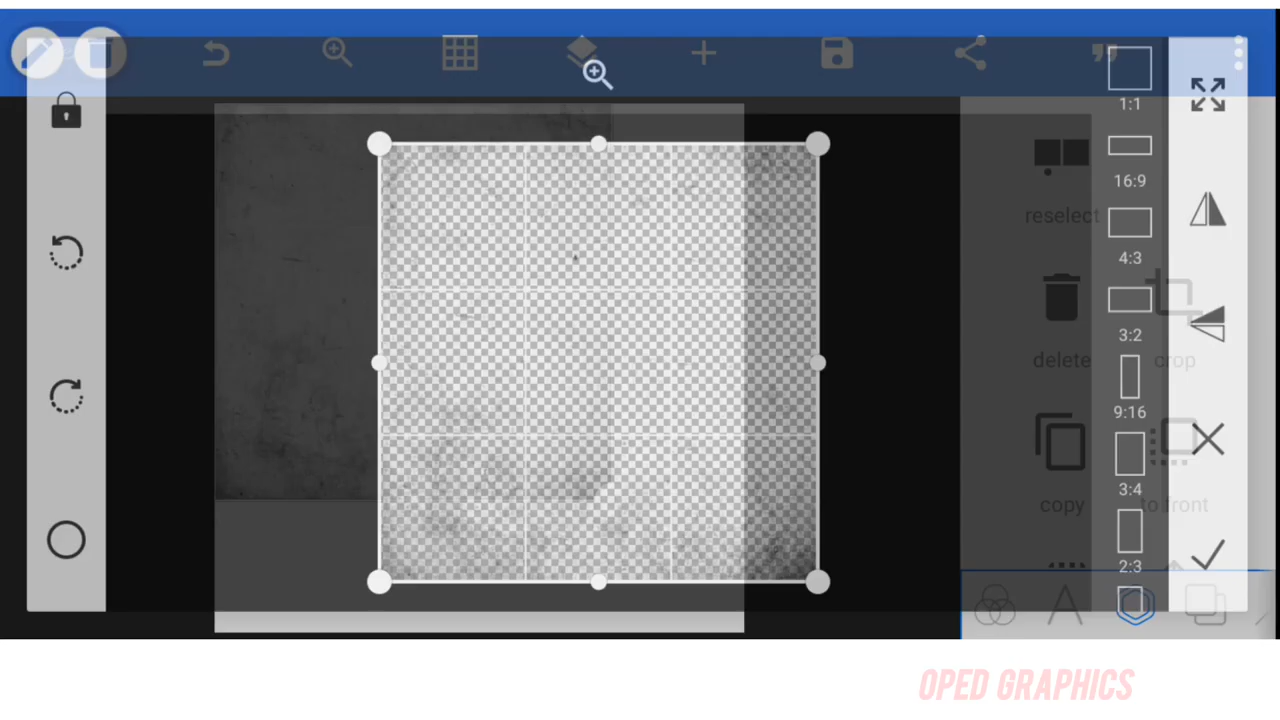 1:1
16:9
reselect
4:3
3:2
delete
crop
9:16
3:4
copy
to front
2:3
OPED GRAPHICS